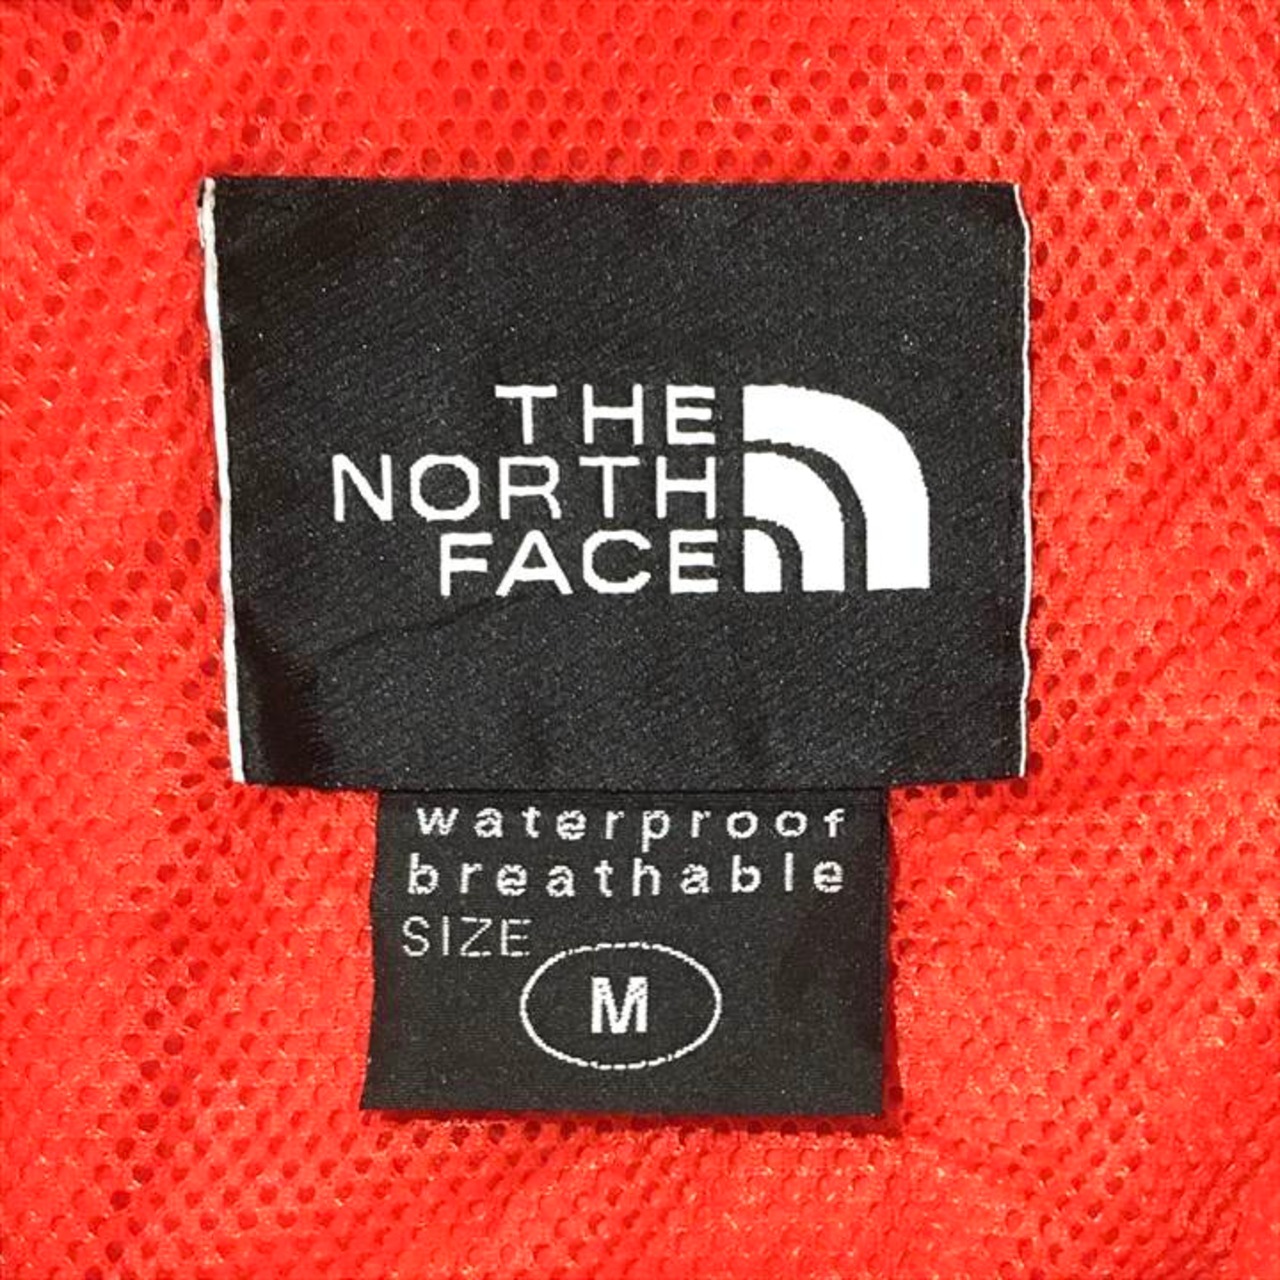 THE
NORTH
FACE
waterproof
breathable
SIZE
M